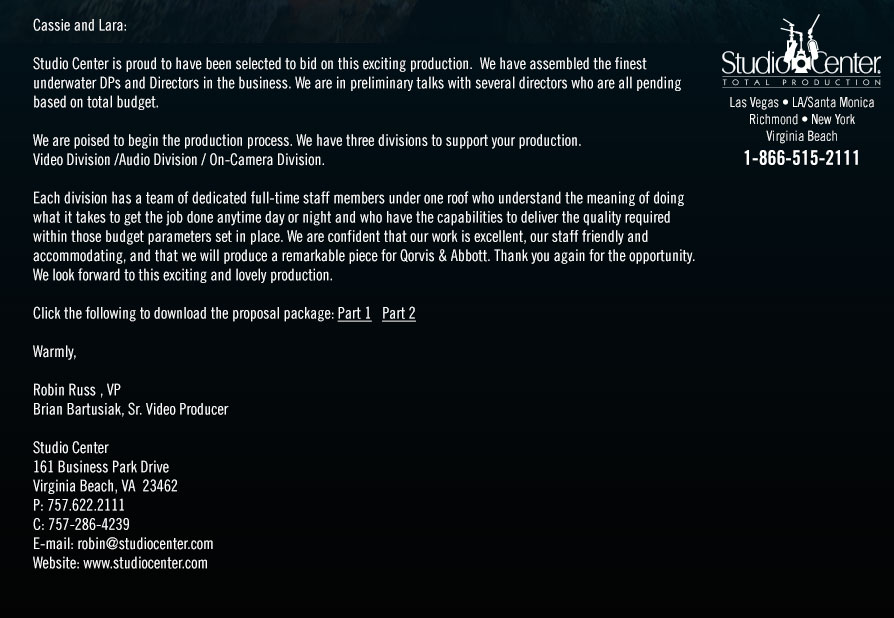 Cassie and Lara:
Studio Center is proud to have been selected to bid on this exciting production.  We have assembled the finest
underwater DPs and Directors in the business. We are in preliminary talks with several directors who are all pending
based on total budget.
We are poised to begin the production process. We have three divisions to support your production.
Video Division /Audio Division / On-Camera Division.
Each division has a team of dedicated full-time staff members under one roof who understand the meaning of doing
what it takes to get the job done anytime day or night and who have the capabilities to deliver the quality required
within those budget parameters set in place. We are confident that our work is excellent, our staff friendly and
accommodating, and that we will produce a remarkable piece for Qorvis & Abbott. Thank you again for the opportunity.
We look forward to this exciting and lovely production.
Click the following to download the proposal package: Part 1   Part 2
Warmly,
Robin Russ , VP
Brian Bartusiak, Sr. Video Producer
Studio Center
161 Business Park Drive
Virginia Beach, VA  23462
P: 757.622.2111
C: 757-286-4239
E-mail: robin@studiocenter.com
Website: www.studiocenter.com
Studio Center.
TOTAL PRODUCTION
Las Vegas • LA/Santa Monica
Richmond • New York
Virginia Beach
1-866-515-2111